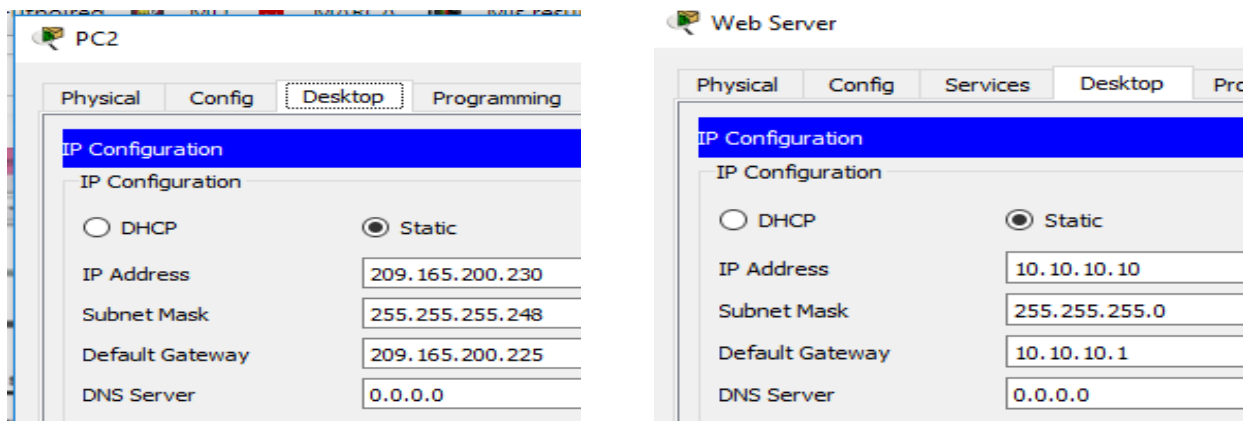 PC2
Physical Config Desktop Programming
IP Configuration
IP Configuration
DHCP Static
IP Address 209.165.200.230
Subnet Mask 255.255.255.248
Default Gateway 209.165.200.225
DNS Server 0.0.0.0
Web Server
Physical Config Services Desktop Pro
IP Configuration
IP Configuration
DHCP Static
IP Address 10.10.10.10
Subnet Mask 255.255.255.0
Default Gateway 10.10.10.1
DNS Server 0.0.0.0